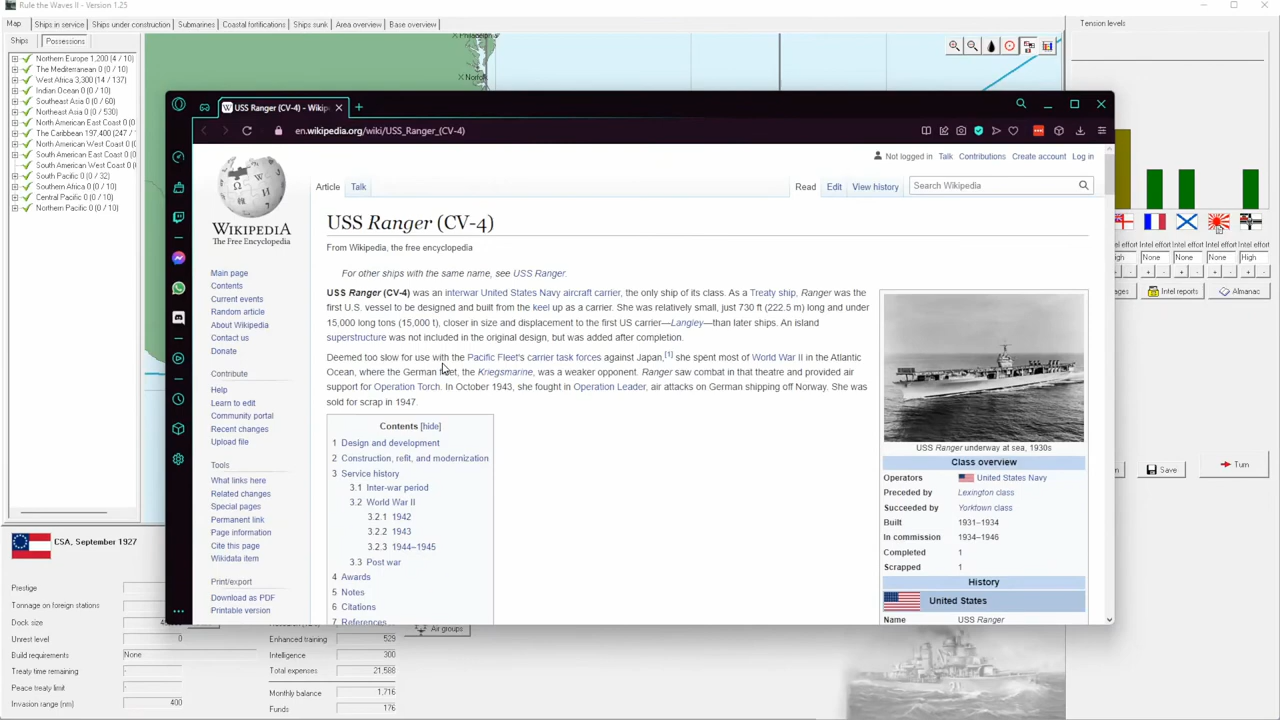 Rule the Waves II - Version 1.25
Map Ships in service Ships under construction Submarines Coastal fortifications Ships sunk Area overview Base overview
Ships Possessions
Northern Europe 1,200 (4 / 10)
The Mediterranean 0 (0 / 10)
West Africa 3,300 (14 / 137)
Indian Ocean 0 (0 / 10)
Southeast Asia 0 (0 / 60)
Northeast Asia 0 (0 / 530)
North American East Coast 0 (0
The Caribbean 197,400 (247 /
North American West Coast 0 (
South American East Coast 0 (
South American West Coast 0 (
South Pacific 0 (0 / 32)
Southern Africa 0 (0 / 10)
Central Pacific 0 (0 / 10)
Northern Pacific 0 (0 / 10)
X Philadelphi
X Norfolk
Tension levels
Intel effort Intel effort Intel effort Intel effort Intel effort
igh None None None High
ages Intel reports Almanac
Save Turn
USS Ranger (CV-4) - Wikip
en.wikipedia.org/wiki/USS_Ranger_(CV-4)
WIKIPEDIA
The Free Encyclopedia
Main page
Contents
Current events
Random article
About Wikipedia
Contact us
Donate
Contribute
Help
Learn to edit
Community portal
Recent changes
Upload file
Tools
What links here
Related changes
Special pages
Permanent link
Page information
Cite this page
Wikidata item
Print/export
Download as PDF
Printable version
Not logged in Talk Contributions Create account Log in
Article Talk Read Edit View history Search Wikipedia
USS Ranger (CV-4)
From Wikipedia, the free encyclopedia
For other ships with the same name, see USS Ranger.
USS Ranger (CV-4) was an interwar United States Navy aircraft carrier, the only ship of its class. As a Treaty ship, Ranger was the
first U.S. vessel to be designed and built from the keel up as a carrier. She was relatively small, just 730 ft (222.5 m) long and under
15,000 long tons (15,000 t), closer in size and displacement to the first US carrier—Langley—than later ships. An island
superstructure was not included in the original design, but was added after completion.
Deemed too slow for use with the Pacific Fleet's carrier task forces against Japan,[1] she spent most of World War II in the Atlantic
Ocean, where the German fleet, the Kriegsmarine, was a weaker opponent. Ranger saw combat in that theatre and provided air
support for Operation Torch. In October 1943, she fought in Operation Leader, air attacks on German shipping off Norway. She was
sold for scrap in 1947.
Contents [hide]
1 Design and development
2 Construction, refit, and modernization
3 Service history
3.1 Inter-war period
3.2 World War II
3.2.1 1942
3.2.2 1943
3.2.3 1944–1945
3.3 Post war
4 Awards
5 Notes
6 Citations
7 References
USS Ranger underway at sea, 1930s
Class overview
Operators United States Navy
Preceded by Lexington class
Succeeded by Yorktown class
Built 1931–1934
In commission 1934–1946
Completed 1
Scrapped 1
History
United States
Name USS Ranger
CSA, September 1927
Prestige
Tonnage on foreign stations
Dock size
Unrest level 0
Build requirements None
Treaty time remaining -
Peace treaty limit -
Invasion range (nm) 400
Enhanced training 529
Intelligence 300
Total expenses 21,588
Monthly balance 1,716
Funds 176
Air groups